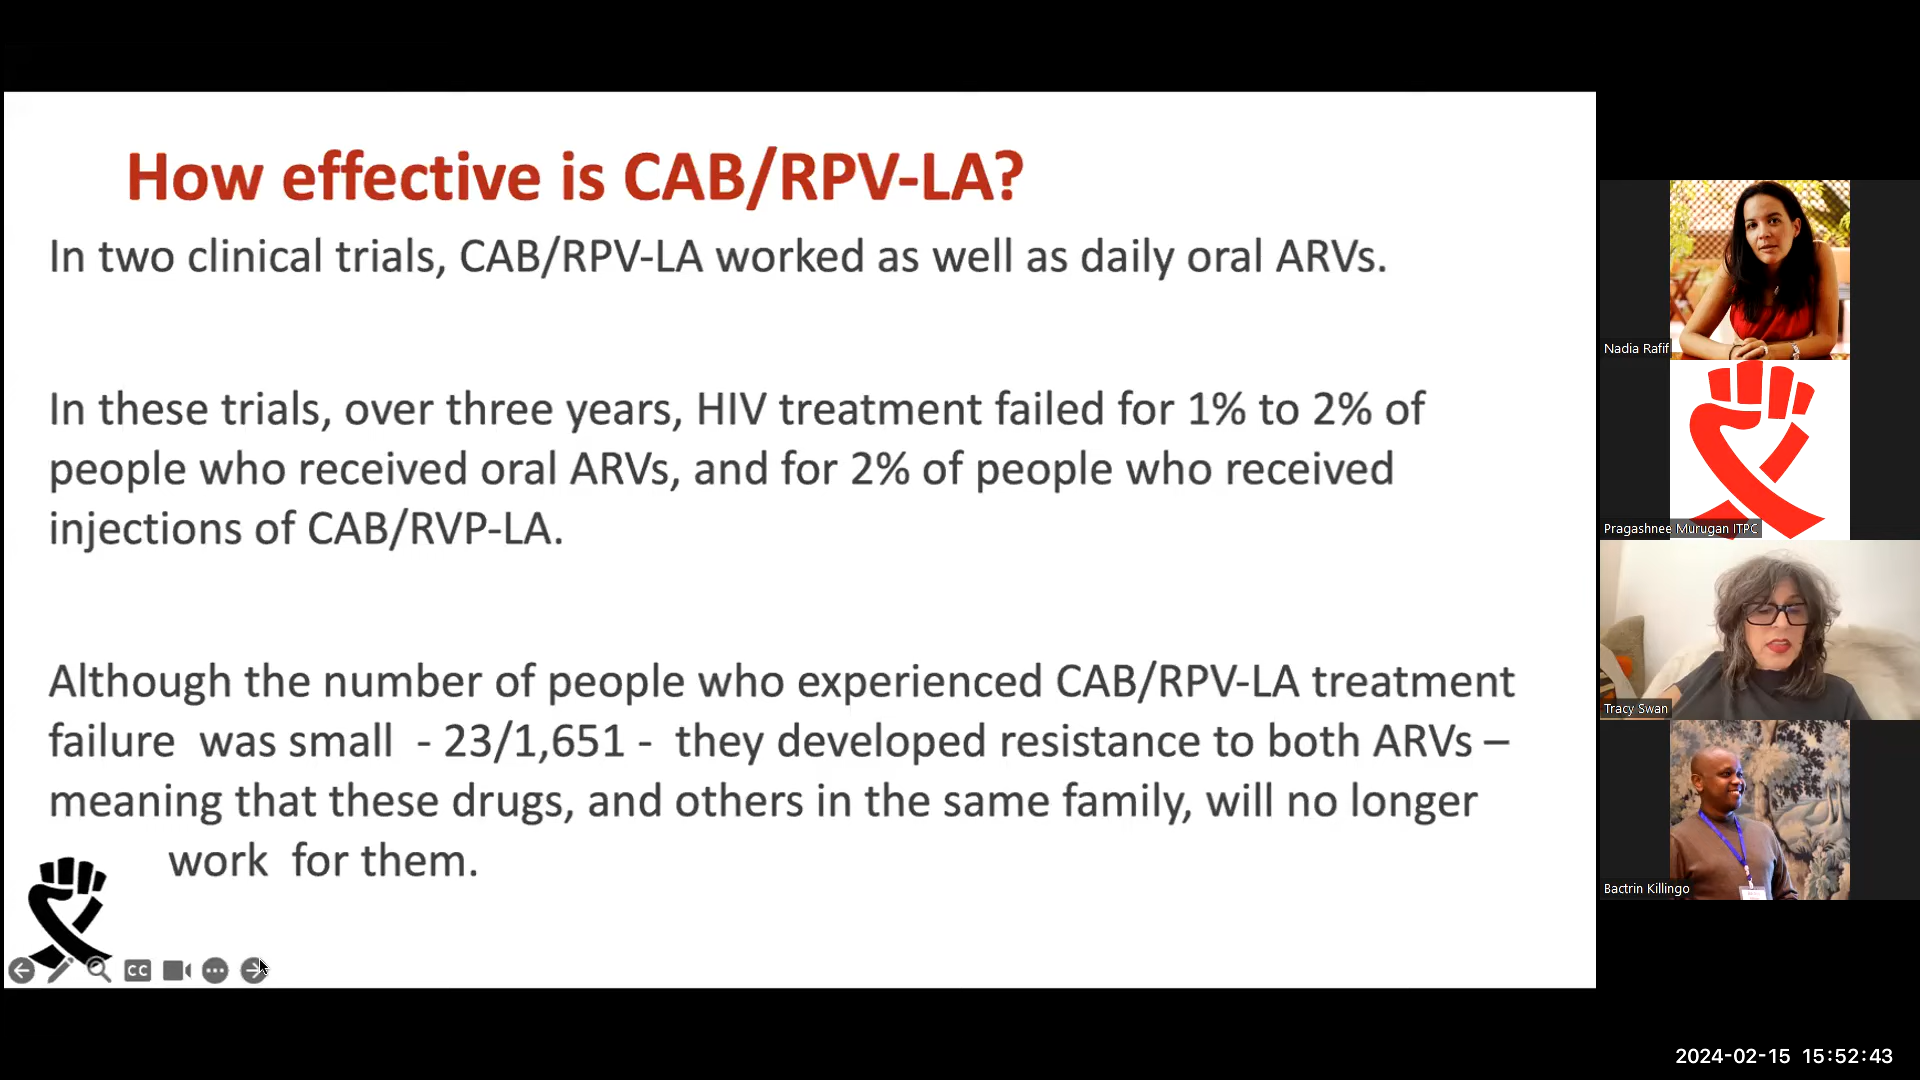 How effective is CAB/RPV-LA?
In two clinical trials, CAB/RPV-LA worked as well as daily oral ARVs.
In these trials, over three years, HIV treatment failed for 1% to 2% of
people who received oral ARVs, and for 2% of people who received
injections of CAB/RVP-LA.
Although the number of people who experienced CAB/RPV-LA treatment
failure was small - 23/1,651 - they developed resistance to both ARVs –
meaning that these drugs, and others in the same family, will no longer
work for them.
CC
Nadia Rafif
Pragashnee Murugan ITPC
Tracy Swan
Bactrin Killingo
2024-02-15 15:52:43